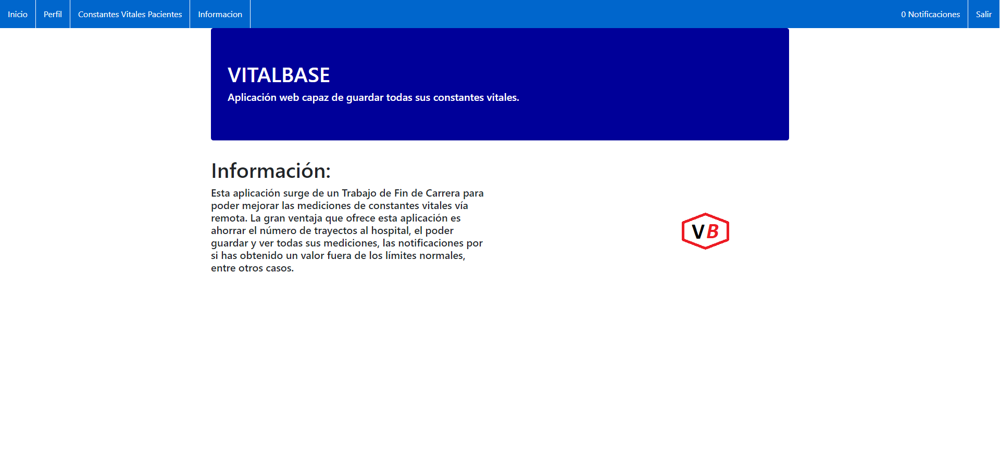 Inicio
Perfil
Constantes Vitales Pacientes
Informacion
0 Notificaciones
Salir
VITALBASE
Aplicación web capaz de guardar todas sus constantes vitales.
Información:
Esta aplicación surge de un Trabajo de Fin de Carrera para
poder mejorar las mediciones de constantes vitales vía
remota. La gran ventaja que ofrece esta aplicación es
ahorrar el número de trayectos al hospital, el poder
guardar y ver todas sus mediciones, las notificaciones por
si has obtenido un valor fuera de los límites normales,
entre otros casos.
VB